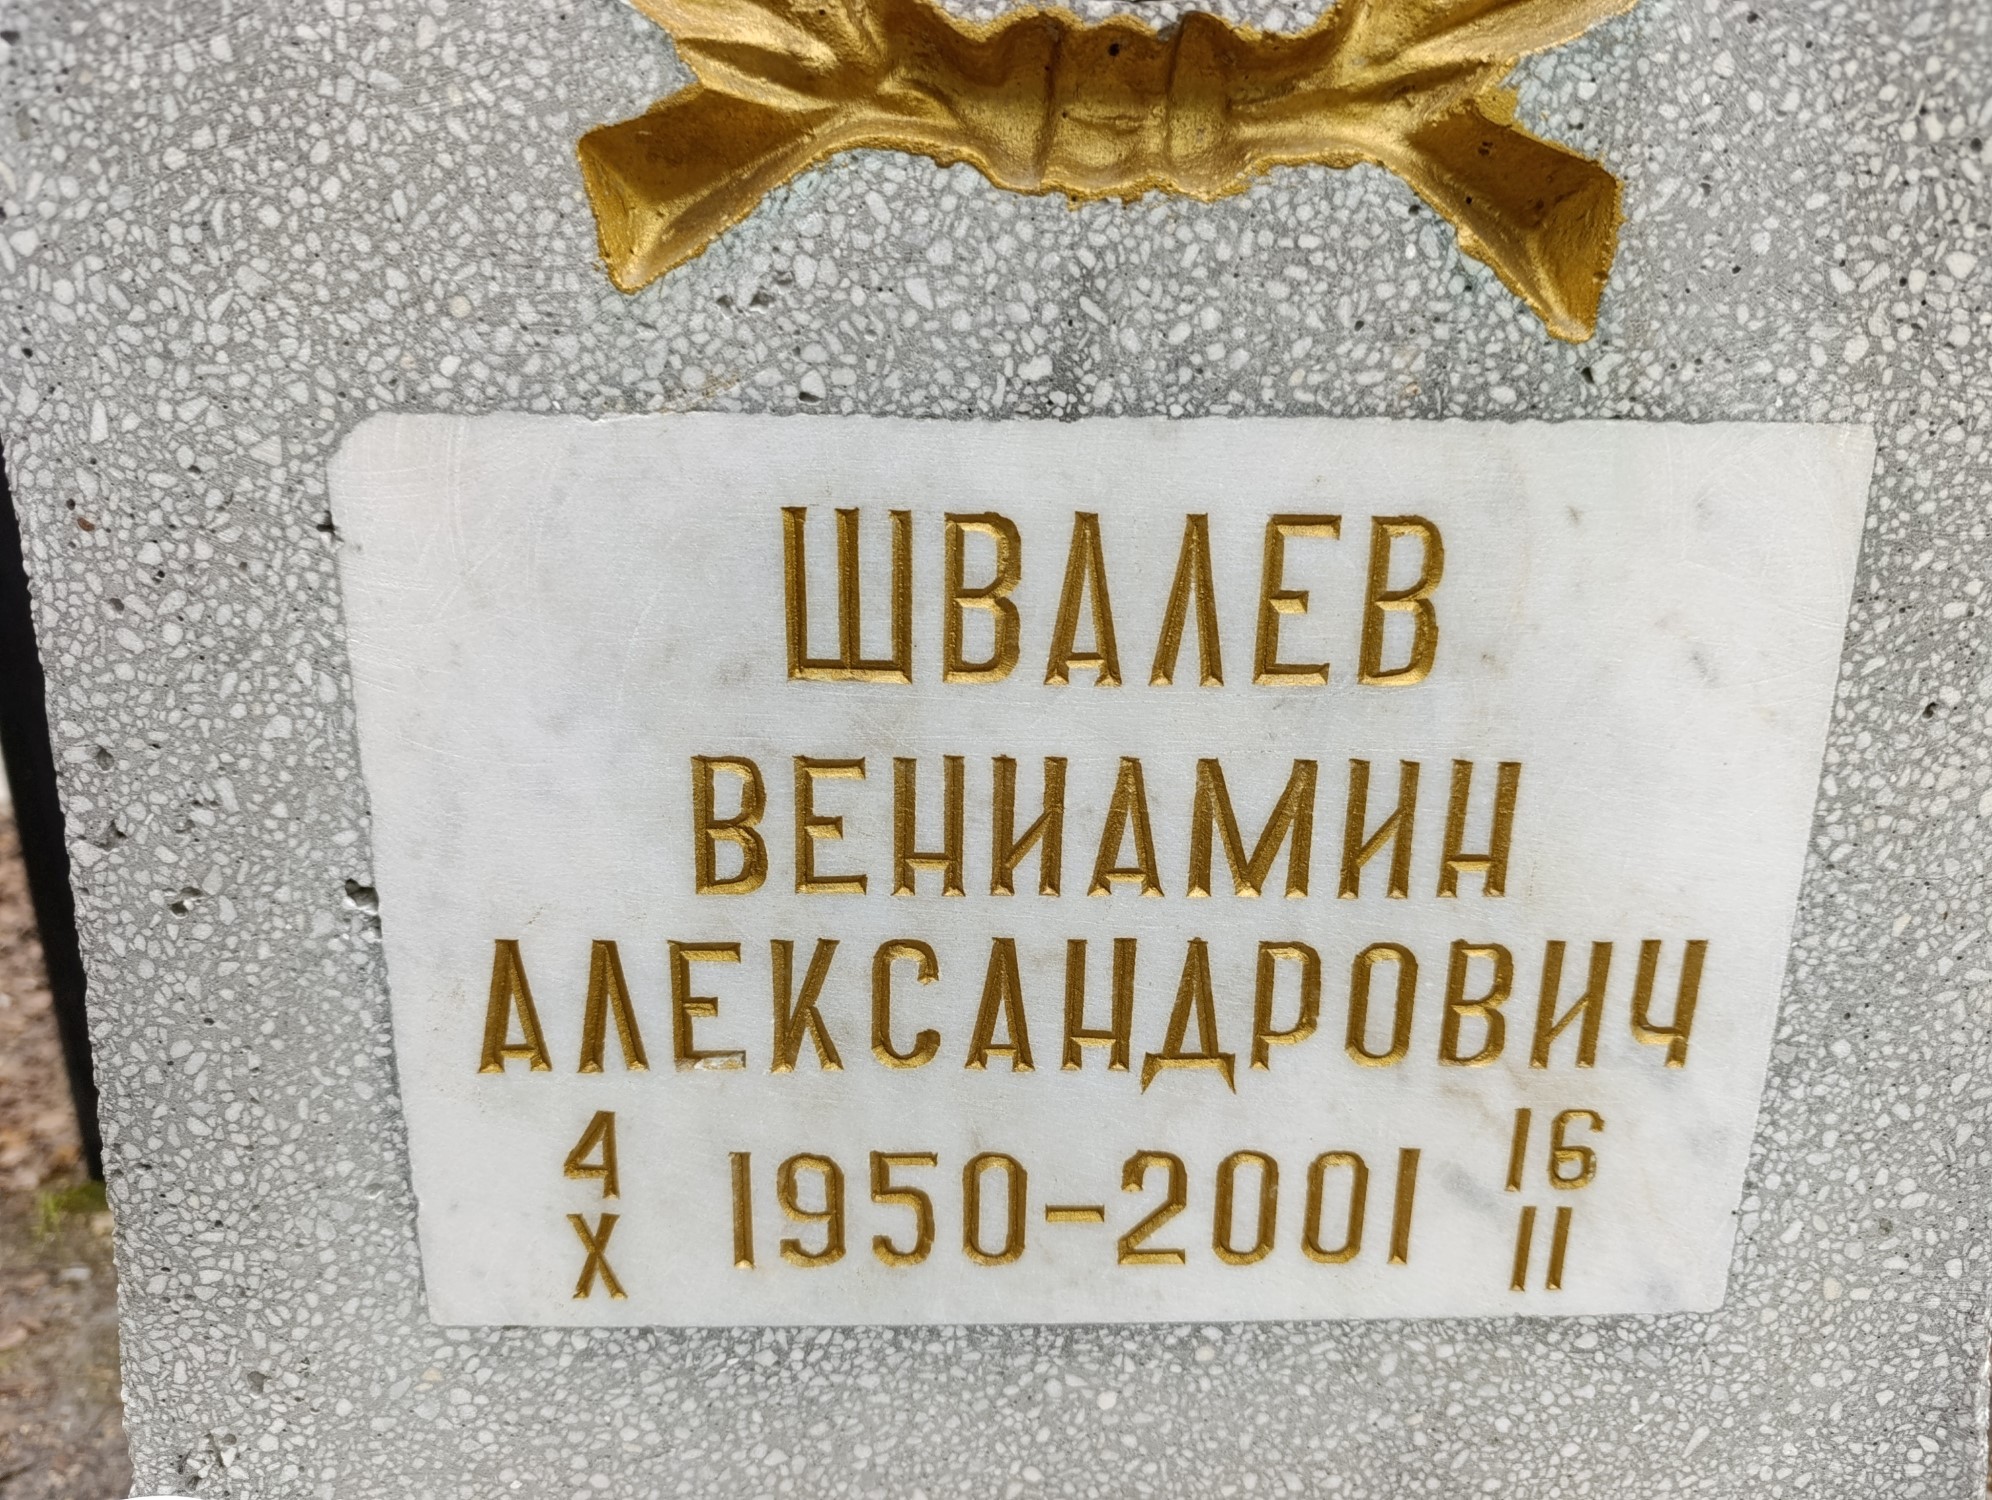 ШВАЛЕВ
ВЕНИАМИН
АЛЕКСАНДРОВИЧ
4 16
1950-2001
X II